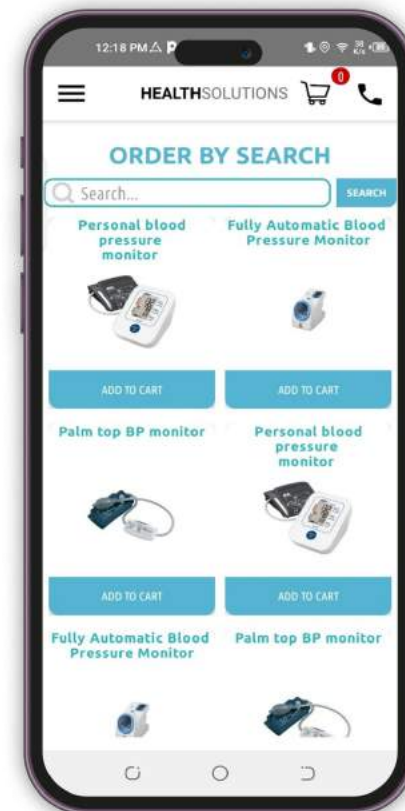 12:18 PM
HEALTHSOLUTIONS
0
ORDER BY SEARCH
Search...
SEARCH
Personal blood
pressure
monitor
Fully Automatic Blood
Pressure Monitor
ADD TO CART
ADD TO CART
Palm top BP monitor
Personal blood
pressure
monitor
ADD TO CART
ADD TO CART
Fully Automatic Blood
Pressure Monitor
Palm top BP monitor